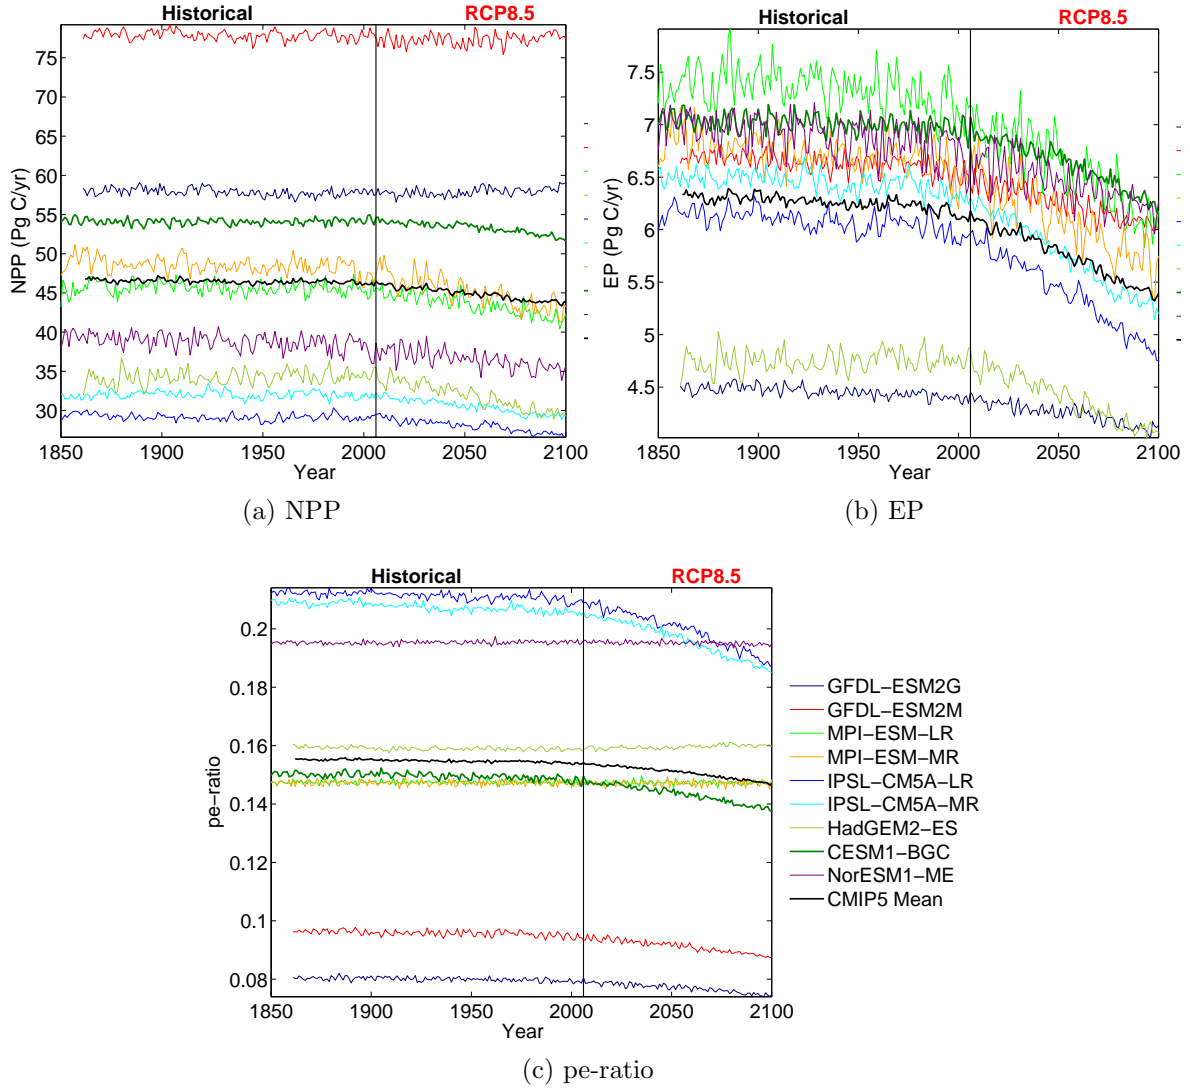 Historical RCP8.5
75
70
65
60
55
50
45
40
35
30
NPP (Pg C/yr)
1850 1900 1950 2000 2050 2100
Year
(a) NPP
Historical RCP8.5
7.5
7
6.5
6
5.5
5
4.5
EP (Pg C/yr)
1850 1900 1950 2000 2050 2100
Year
(b) EP
Historical RCP8.5
0.2
0.18
0.16
0.14
0.12
0.1
0.08
pe-ratio
1850 1900 1950 2000 2050 2100
Year
GFDL−ESM2G
GFDL−ESM2M
MPI−ESM−LR
MPI−ESM−MR
IPSL−CM5A−LR
IPSL−CM5A−MR
HadGEM2−ES
CESM1−BGC
NorESM1−ME
CMIP5 Mean
(c) pe-ratio